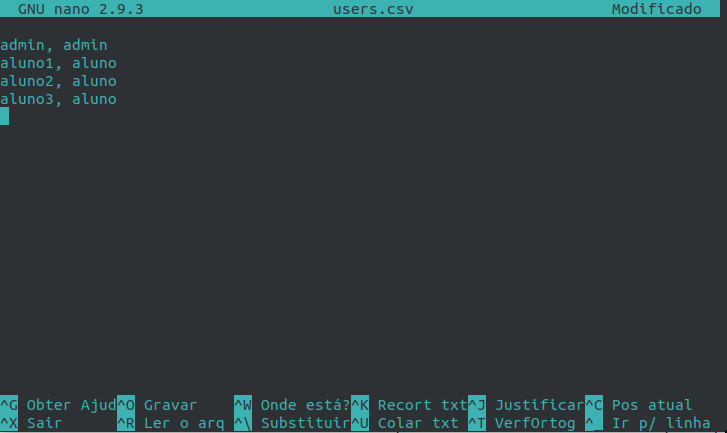 GNU nano 2.9.3 users.csv Modificado
admin, admin
aluno1, aluno
aluno2, aluno
aluno3, aluno
^G Obter Ajud ^O Gravar ^W Onde está? ^K Recort txt ^J Justificar ^C Pos atual
^X Sair ^R Ler o arq ^\ Substituir ^U Colar txt ^T VerfOrtog ^_ Ir p/ linha